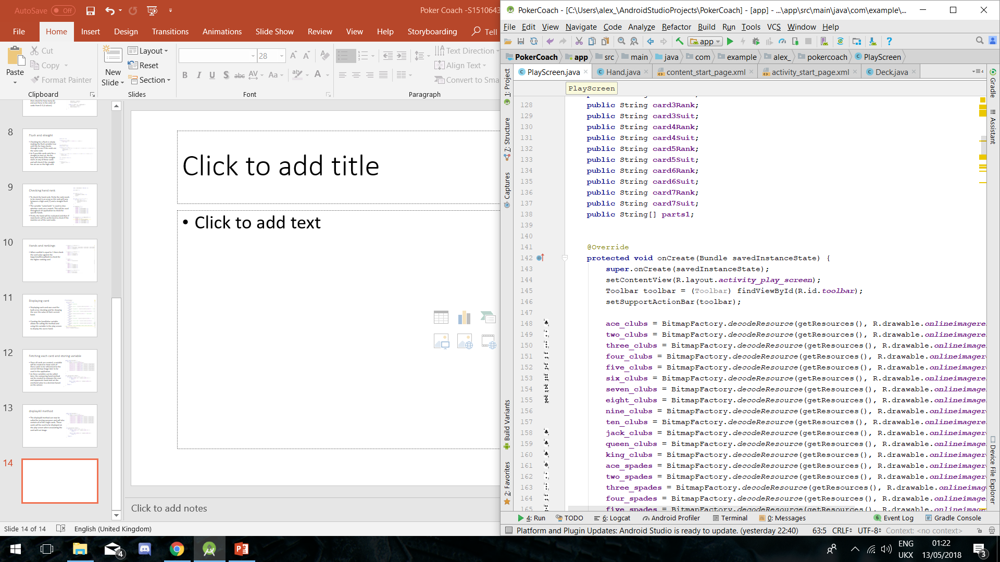 AutoSave Off
Poker Coach -S1510643
File Home Insert Design Transitions Animations Slide Show Review View Help Storyboarding Tell
Paste
Cut
Copy
Format Painter
Clipboard
New Slide
Layout
Reset
Section
Slides
28
Font
Text Direction
Align Text
Convert to Sma
Paragraph
8
Flush and straight
9
Checking hand rank
10
Hands and rankings
11
Displaying card
12
Fetching each card and storing variable
13
displayAll method
14
Click to add title
• Click to add text
Click to add notes
Slide 14 of 14 English (United Kingdom)
PokerCoach - [C:\Users\alex_\AndroidStudioProjects\PokerCoach] - [app] - ...\app\src\main\java\com\example\...
File Edit View Navigate Code Analyze Refactor Build Run Tools VCS Window Help
app
PokerCoach app src main java com example alex_ pokercoach PlayScreen
PlayScreen.java Hand.java content_start_page.xml activity_start_page.xml Deck.java
PlayScreen
1: Project
7: Structure
Captures
Build Variants
2: Favorites
Gradle
Assistant
Device File Explorer
128 public String card3Rank;
129 public String card3Suit;
130 public String card4Rank;
131 public String card4Suit;
132 public String card5Rank;
133 public String card5Suit;
134 public String card6Rank;
135 public String card6Suit;
136 public String card7Rank;
137 public String card7Suit;
138 public String[] parts1;
139
140
141 @Override
142 protected void onCreate(Bundle savedInstanceState) {
143 super.onCreate(savedInstanceState);
144 setContentView(R.layout.activity_play_screen);
145 Toolbar toolbar = (Toolbar) findViewById(R.id.toolbar);
146 setSupportActionBar(toolbar);
147
148 ace_clubs = BitmapFactory.decodeResource(getResources(), R.drawable.onlineimagere
149 two_clubs = BitmapFactory.decodeResource(getResources(), R.drawable.onlineimagere
150 three_clubs = BitmapFactory.decodeResource(getResources(), R.drawable.onlineimage
151 four_clubs = BitmapFactory.decodeResource(getResources(), R.drawable.onlineimager
152 five_clubs = BitmapFactory.decodeResource(getResources(), R.drawable.onlineimager
153 six_clubs = BitmapFactory.decodeResource(getResources(), R.drawable.onlineimagere
154 seven_clubs = BitmapFactory.decodeResource(getResources(), R.drawable.onlineimage
155 eight_clubs = BitmapFactory.decodeResource(getResources(), R.drawable.onlineimage
156 nine_clubs = BitmapFactory.decodeResource(getResources(), R.drawable.onlineimager
157 ten_clubs = BitmapFactory.decodeResource(getResources(), R.drawable.onlineimagere
158 jack_clubs = BitmapFactory.decodeResource(getResources(), R.drawable.onlineimager
159 queen_clubs = BitmapFactory.decodeResource(getResources(), R.drawable.onlineimage
160 king_clubs = BitmapFactory.decodeResource(getResources(), R.drawable.onlineimager
161 ace_spades = BitmapFactory.decodeResource(getResources(), R.drawable.onlineimager
162 two_spades = BitmapFactory.decodeResource(getResources(), R.drawable.onlineimager
163 three_spades = BitmapFactory.decodeResource(getResources(), R.drawable.onlineimag
164 four_spades = BitmapFactory.decodeResource(getResources(), R.drawable.onlineimage
165 five_spades = BitmapFactory.decodeResource(getResources(), R.drawable.onlineimage
4: Run TODO 6: Logcat Android Profiler Terminal 0: Messages 6 Event Log Gradle Console
Platform and Plugin Updates: Android Studio is ready to update. (yesterday 22:40) 63:5 CRLF UTF-8 Context: <no context>
4
ENG
UKX
01:22
13/05/2018
3